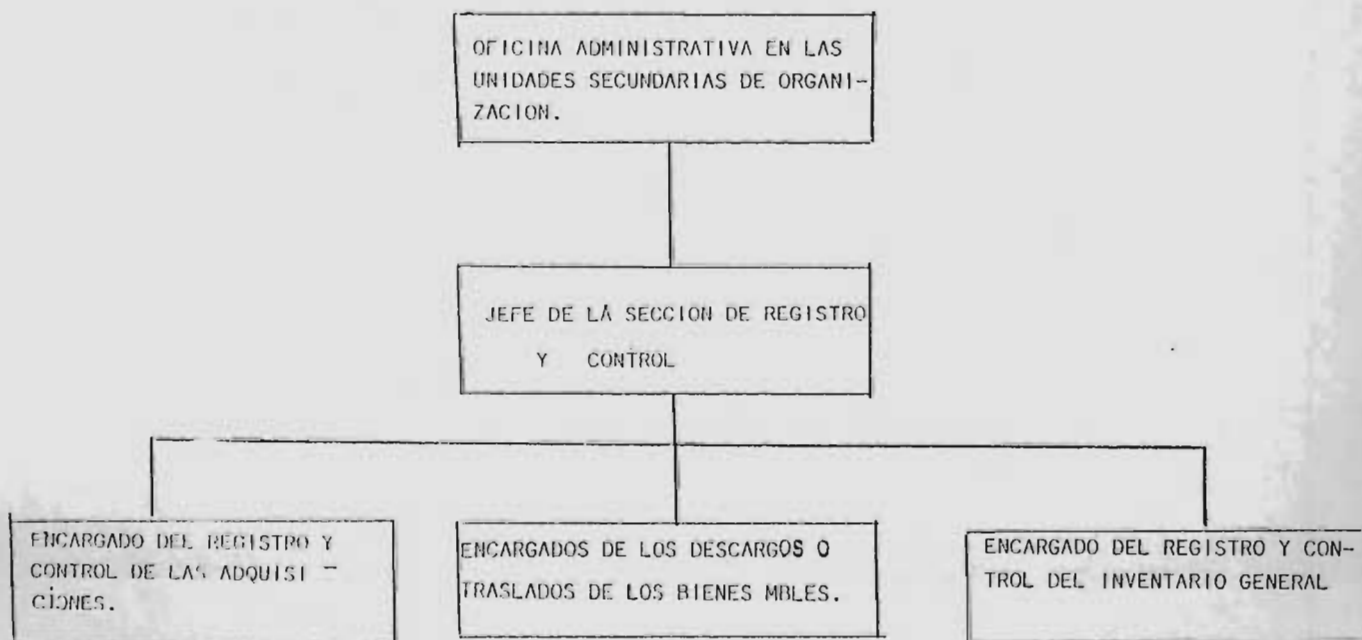 OFICINA ADMINISTRATIVA EN LAS
UNIDADES SECUNDARIAS DE ORGANI-
ZACION.
JEFE DE LA SECCION DE REGISTRO
Y CONTROL
ENCARGADO DEL REGISTRO Y
CONTROL DE LAS ADQUISI-
CIONES.
ENCARGADOS DE LOS DESCARGOS O
TRASLADOS DE LOS BIENES MBLES.
ENCARGADO DEL REGISTRO Y CON-
TROL DEL INVENTARIO GENERAL